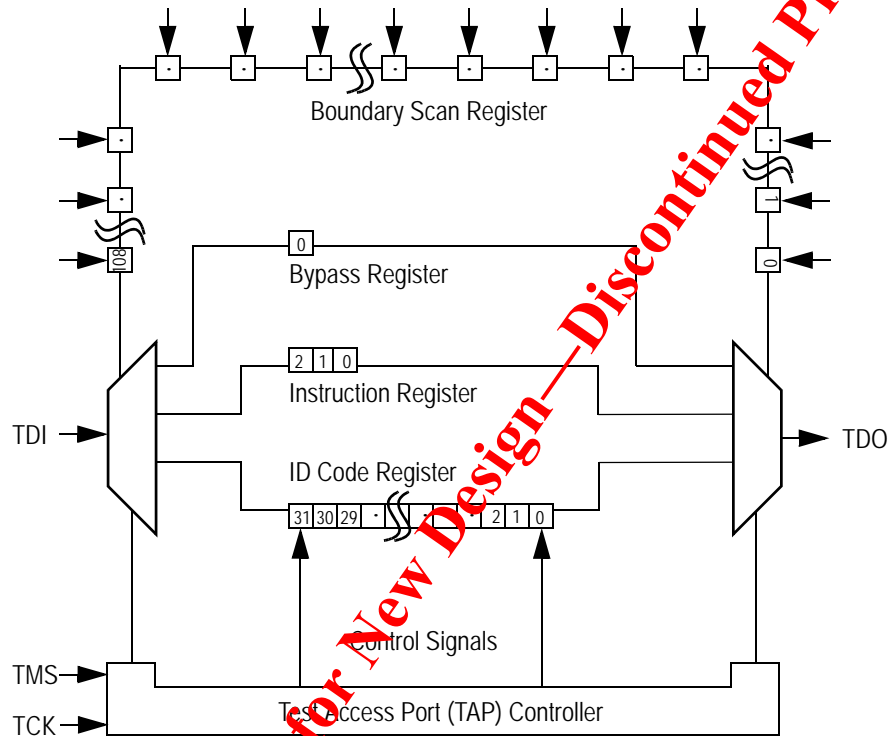 · · · · · · · ·
Boundary Scan Register
· ·
· 1
108 0
0
Bypass Register
2 1 0
Instruction Register
TDI
TDO
ID Code Register
31 30 29 · · · · 2 1 0
Control Signals
TMS
Test Access Port (TAP) Controller
TCK
for New Design—Discontinued